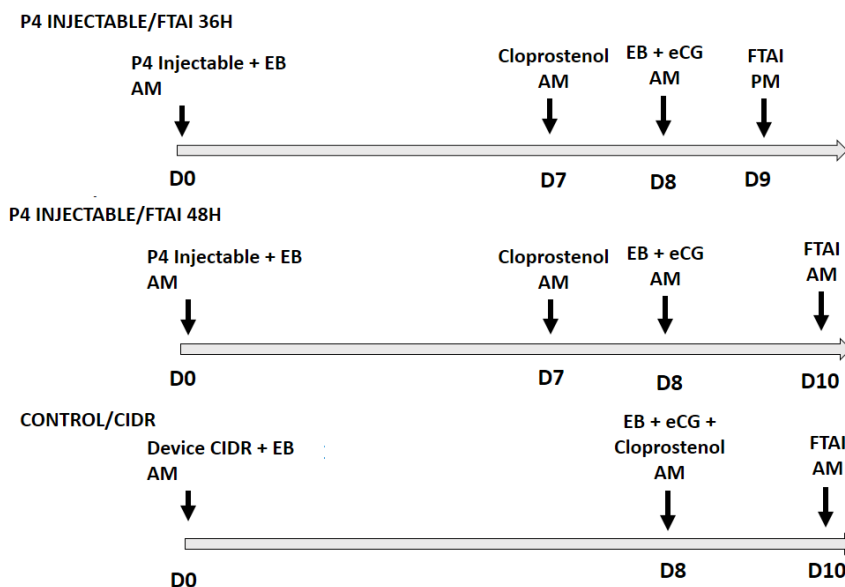 P4 INJECTABLE/FTAI 36H
P4 Injectable + EB
AM
Cloprostenol
AM
EB + eCG
AM
FTAI
PM
D0
D7
D8
D9
P4 INJECTABLE/FTAI 48H
P4 Injectable + EB
AM
Cloprostenol
AM
EB + eCG
AM
FTAI
AM
D0
D7
D8
D10
CONTROL/CIDR
Device CIDR + EB
AM
EB + eCG +
Cloprostenol
AM
FTAI
AM
D0
D8
D10